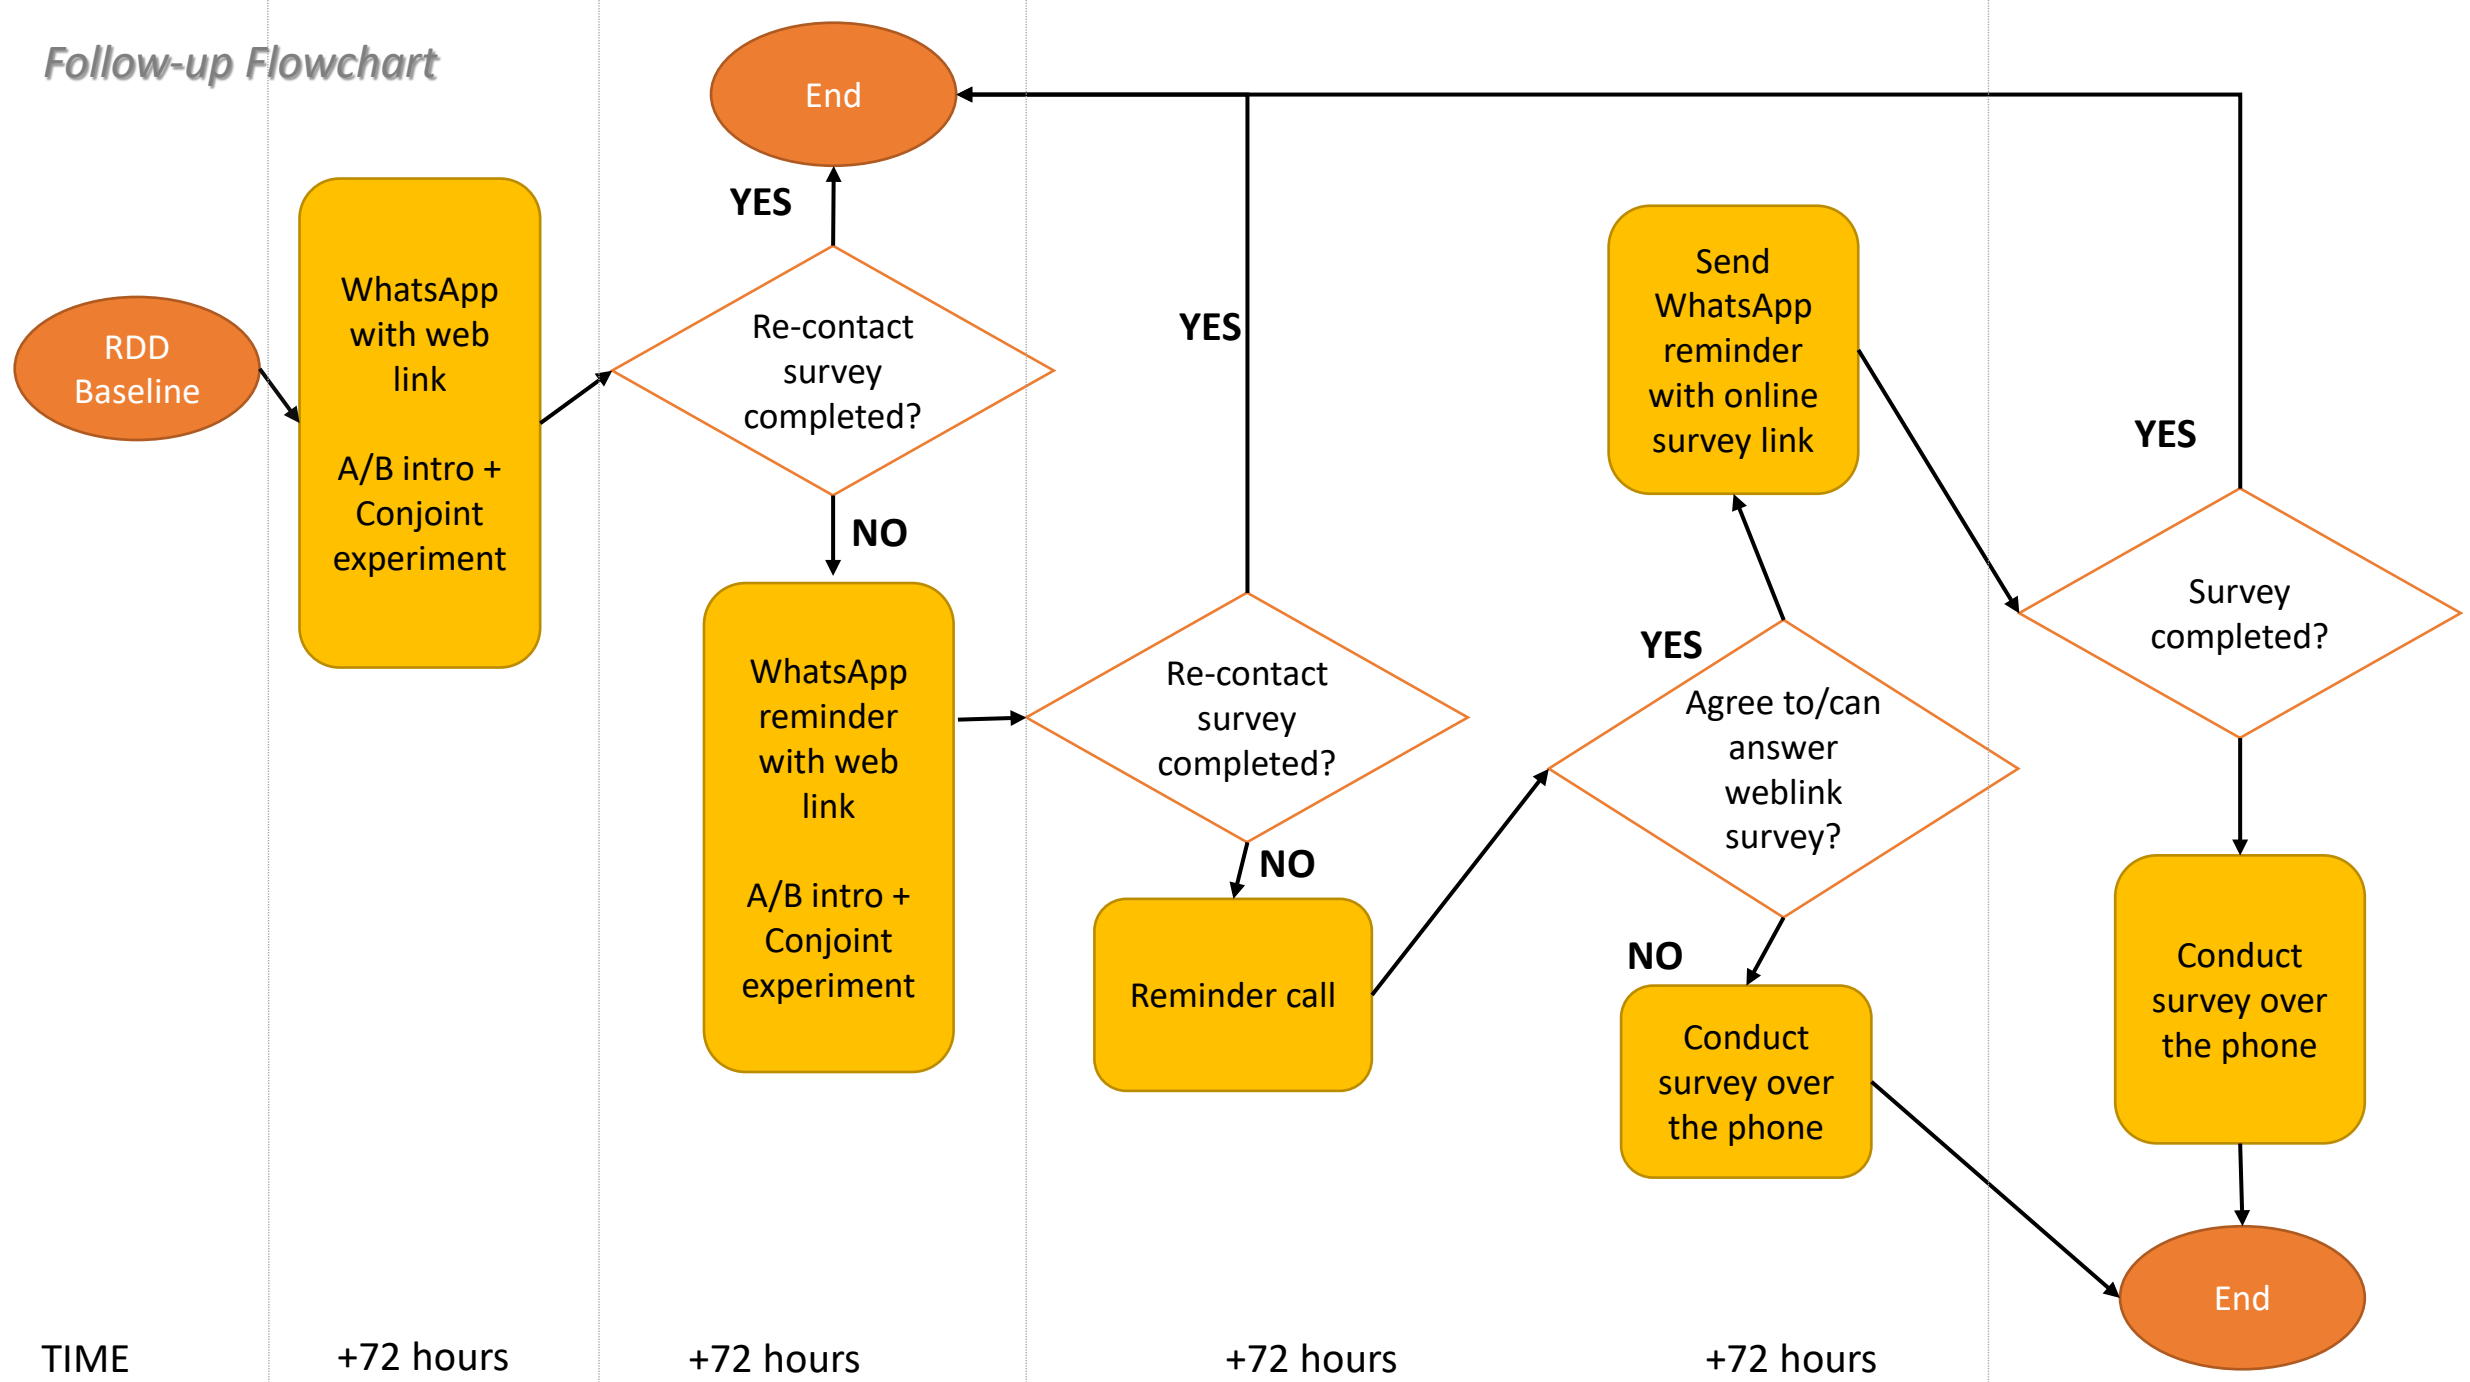 Follow-up Flowchart
RDD
Baseline
WhatsApp
with web
link
A/B intro +
Conjoint
experiment
End
YES
Re-contact
survey
completed?
NO
WhatsApp
reminder
with web
link
A/B intro +
Conjoint
experiment
YES
Re-contact
survey
completed?
NO
Reminder call
Send
WhatsApp
reminder
with online
survey link
YES
Agree to/can
answer
weblink
survey?
NO
Conduct
survey over
the phone
YES
Survey
completed?
Conduct
survey over
the phone
End
TIME
+72 hours
+72 hours
+72 hours
+72 hours